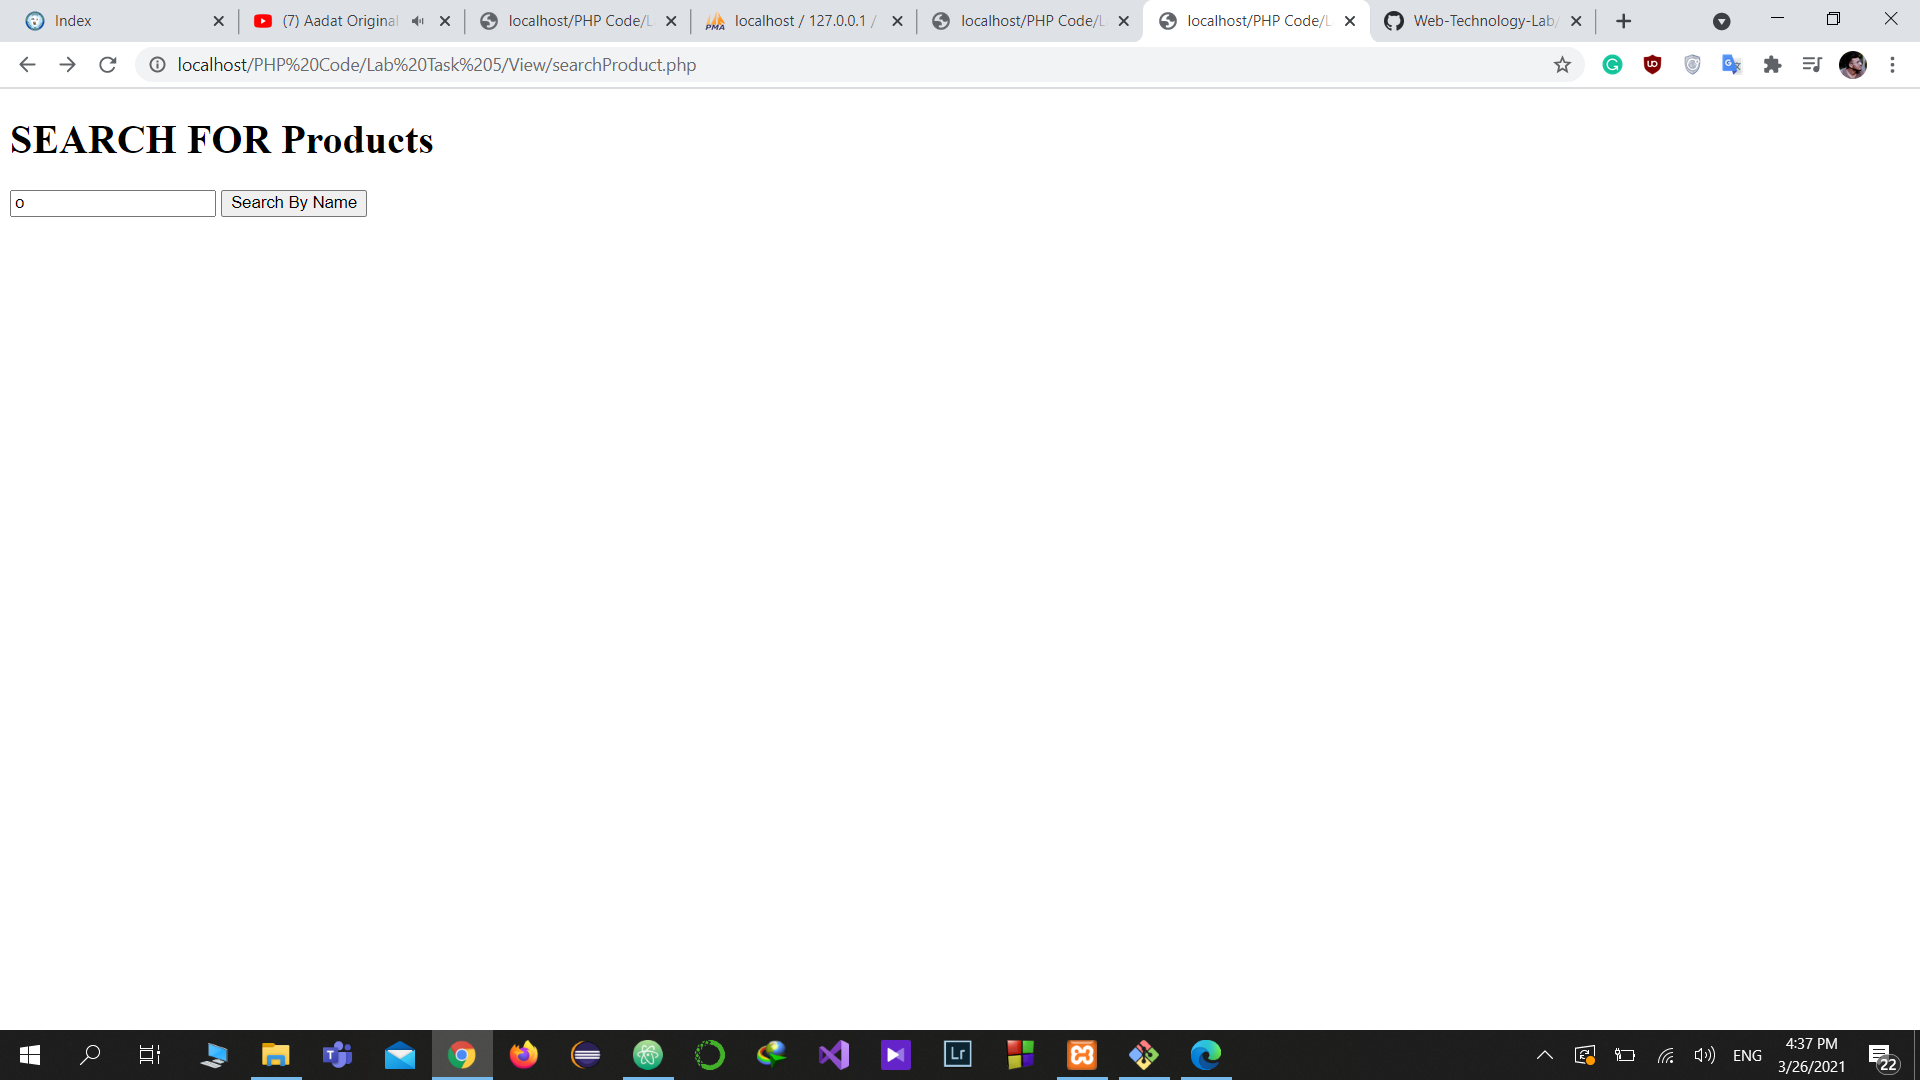 Index
(7) Aadat Original
localhost/PHP Code/L
localhost / 127.0.0.1 /
localhost/PHP Code/L
localhost/PHP Code/L
Web-Technology-Lab/
localhost/PHP%20Code/Lab%20Task%205/View/searchProduct.php
SEARCH FOR Products
o
Search By Name
ENG
4:37 PM
3/26/2021
22